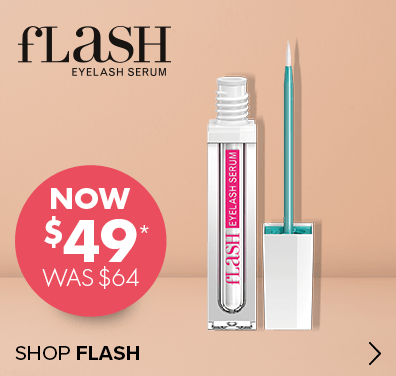 fLASH
EYELASH SERUM
fLASH EYELASH SERUM
NOW
$49*
WAS $64
SHOP FLASH